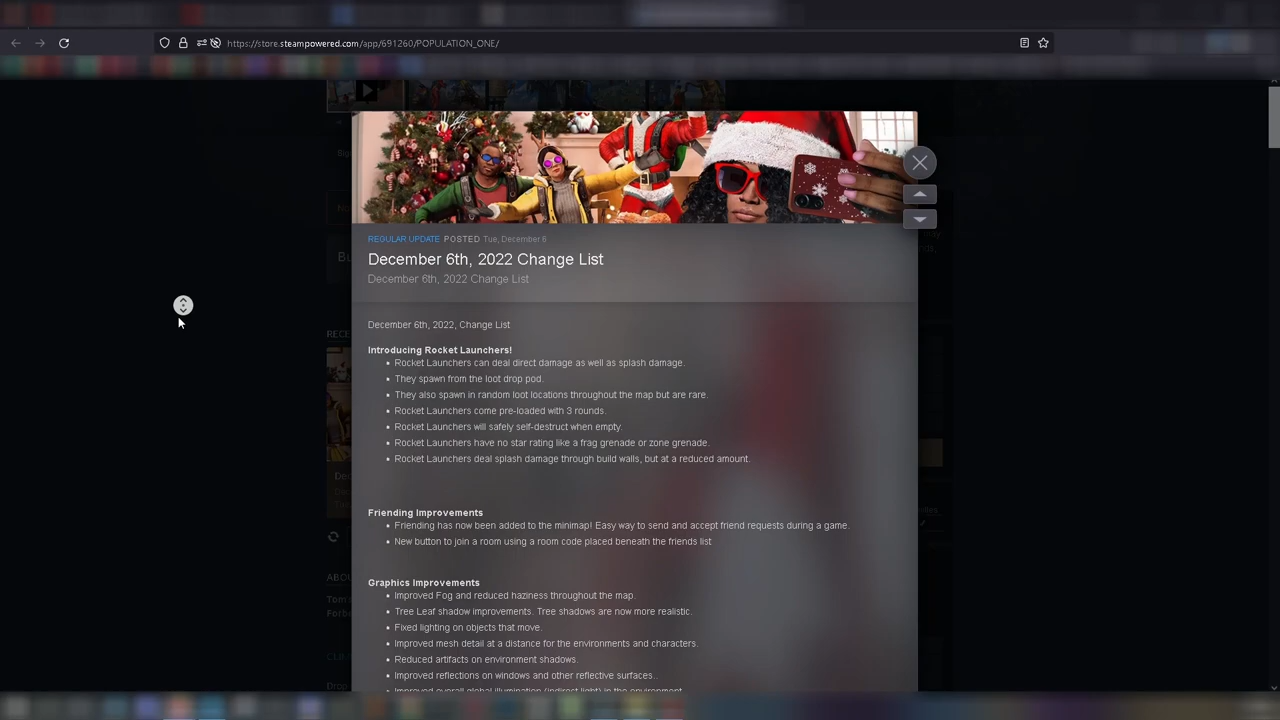 https://store.steampowered.com/app/691260/POPULATION_ONE/
REGULAR UPDATE POSTED Tue, December 6
December 6th, 2022 Change List
December 6th, 2022 Change List
December 6th, 2022, Change List
Introducing Rocket Launchers!
Rocket Launchers can deal direct damage as well as splash damage.
They spawn from the loot drop pod.
They also spawn in random loot locations throughout the map but are rare.
Rocket Launchers come pre-loaded with 3 rounds.
Rocket Launchers will safely self-destruct when empty.
Rocket Launchers have no star rating like a frag grenade or zone grenade.
Rocket Launchers deal splash damage through build walls, but at a reduced amount.
Friending Improvements
Friending has now been added to the minimap! Easy way to send and accept friend requests during a game.
New button to join a room using a room code placed beneath the friends list
Graphics Improvements
Improved Fog and reduced haziness throughout the map.
Tree Leaf shadow improvements. Tree shadows are now more realistic.
Fixed lighting on objects that move.
Improved mesh detail at a distance for the environments and characters.
Reduced artifacts on environment shadows.
Improved reflections on windows and other reflective surfaces..
Improved overall global illumination (indirect light) in the environment